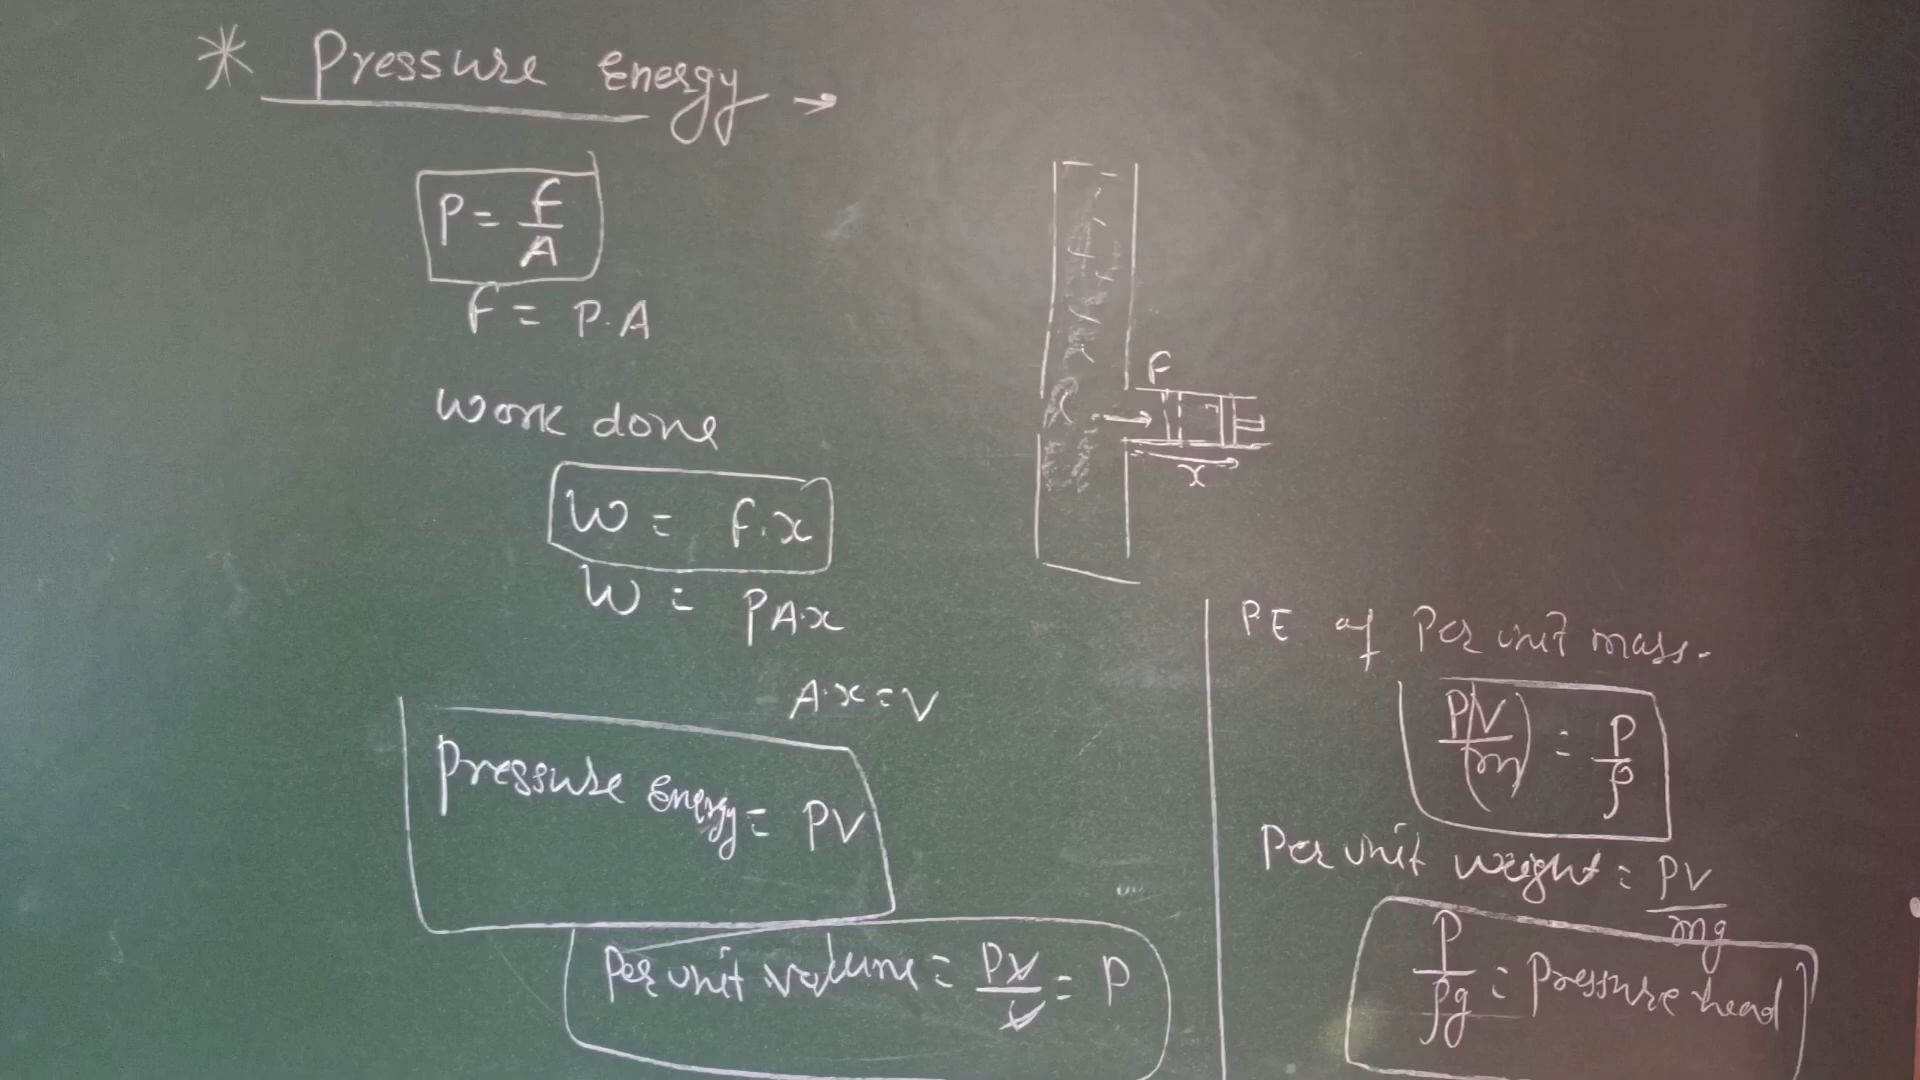 * Pressure Energy →
P = F/A
F = P.A
Work done
W = F.x
W = PA.x
A.x = V
Pressure Energy = PV
Per unit volume = PV/V = P
F
x
PE of Per unit mass.
P(V/m) = P/ρ
Per unit weight = PV/mg
P/ρg = Pressure head